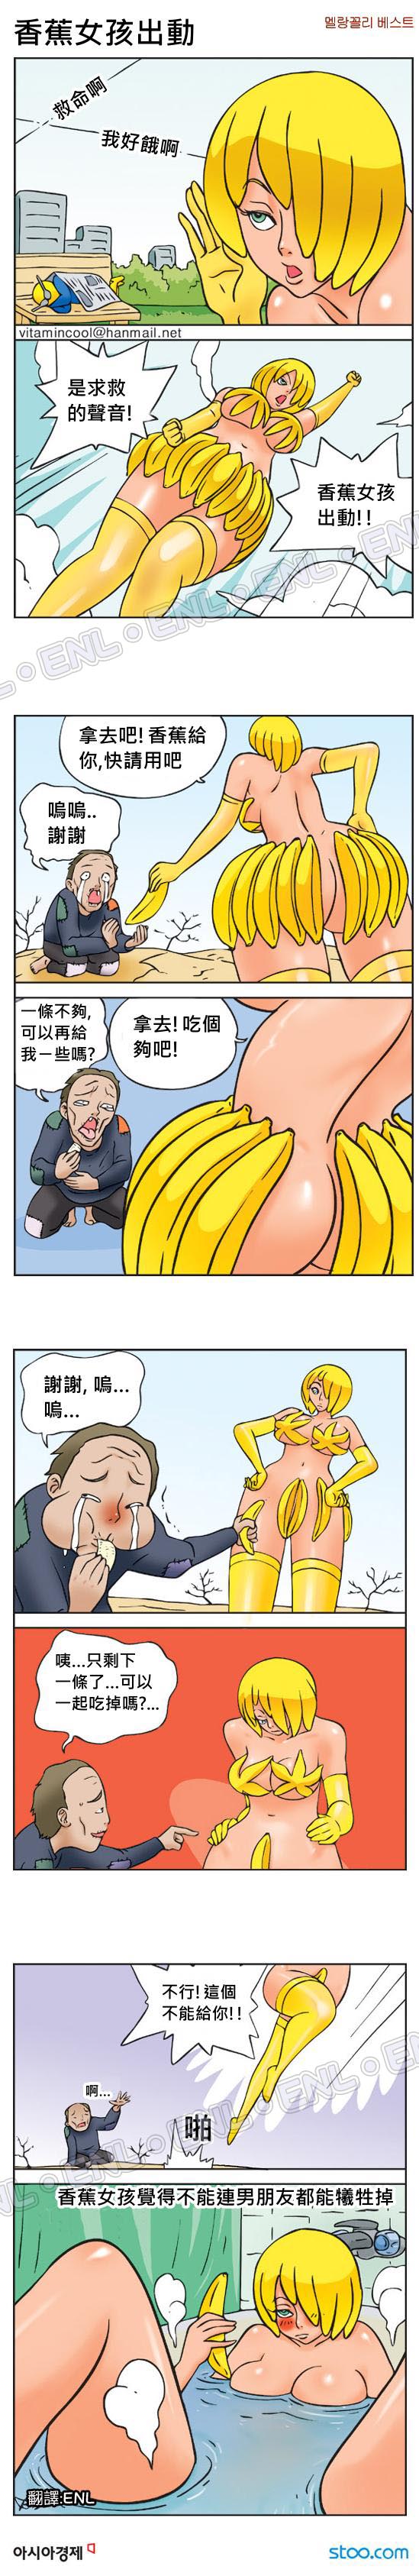 香蕉女孩出動
멜랑꼴리 베스트
救命啊
我好餓啊
vitamincool@hanmail.net
是求救
的聲音!
香蕉女孩
出動!!
ENL
拿去吧! 香蕉給
你,快請用吧
嗚嗚..
謝謝
一條不夠,
可以再給
我一些嗎?
拿去! 吃個
夠吧!
謝謝, 嗚...
嗚...
咦...只剩下
一條了...可以
一起吃掉嗎?...
不行! 這個
不能給你!!
啊...
啪
ENL
香蕉女孩覺得不能連男朋友都能犧牲掉
翻譯:ENL
아시아경제
stoo.com